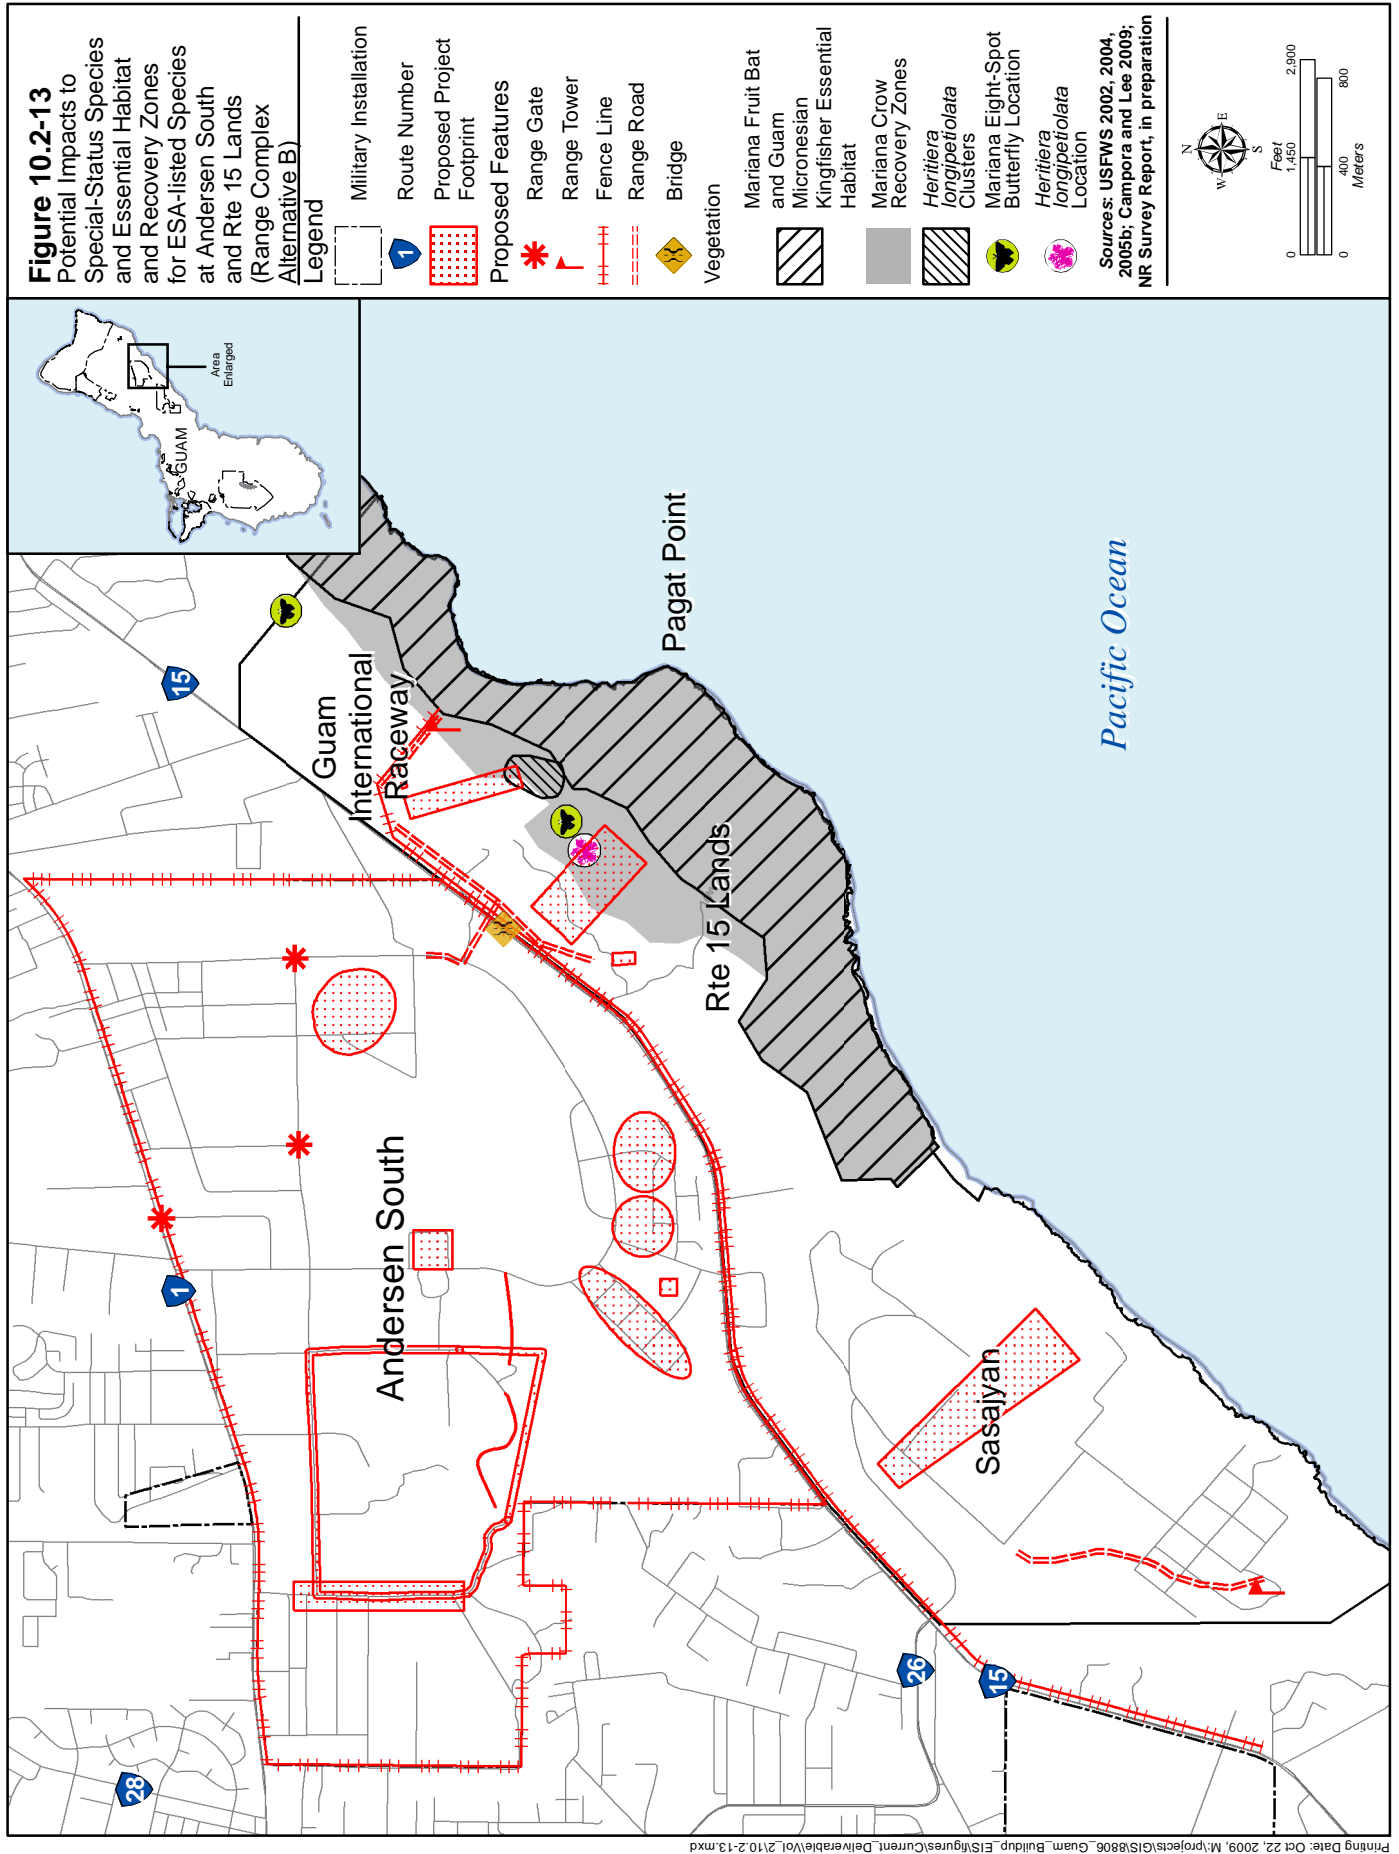 Figure 10.2-13
Potential Impacts to
Special-Status Species
and Essential Habitat
and Recovery Zones
for ESA-listed Species
at Andersen South
and Rte 15 Lands
(Range Complex
Alternative B)
Legend
Military Installation
1
Route Number
Proposed Project
Footprint
Proposed Features
Range Gate
Range Tower
Fence Line
Range Road
Bridge
Vegetation
Mariana Fruit Bat
and Guam
Micronesian
Kingfisher Essential
Habitat
Mariana Crow
Recovery Zones
Heritiera
longipetiolata
Clusters
Mariana Eight-Spot
Butterfly Location
Heritiera
longipetiolata
Location
Sources: USFWS 2002, 2004,
2005b; Campora and Lee 2009;
NR Survey Report, in preparation
N
W
E
S
Feet
0 1,450 2,900
0 400 800
Meters
GUAM
Area
Enlarged
15
Guam
International
Raceway
Pagat Point
Pacific Ocean
Rte 15 Lands
1
Andersen South
Sasajyan
26
15
28
Printing Date: Oct 22, 2009, M:\projects\GIS\8806_Guam_Buildup_EIS\figures\Current_Deliverable\Vol_2\10.2-13.mxd